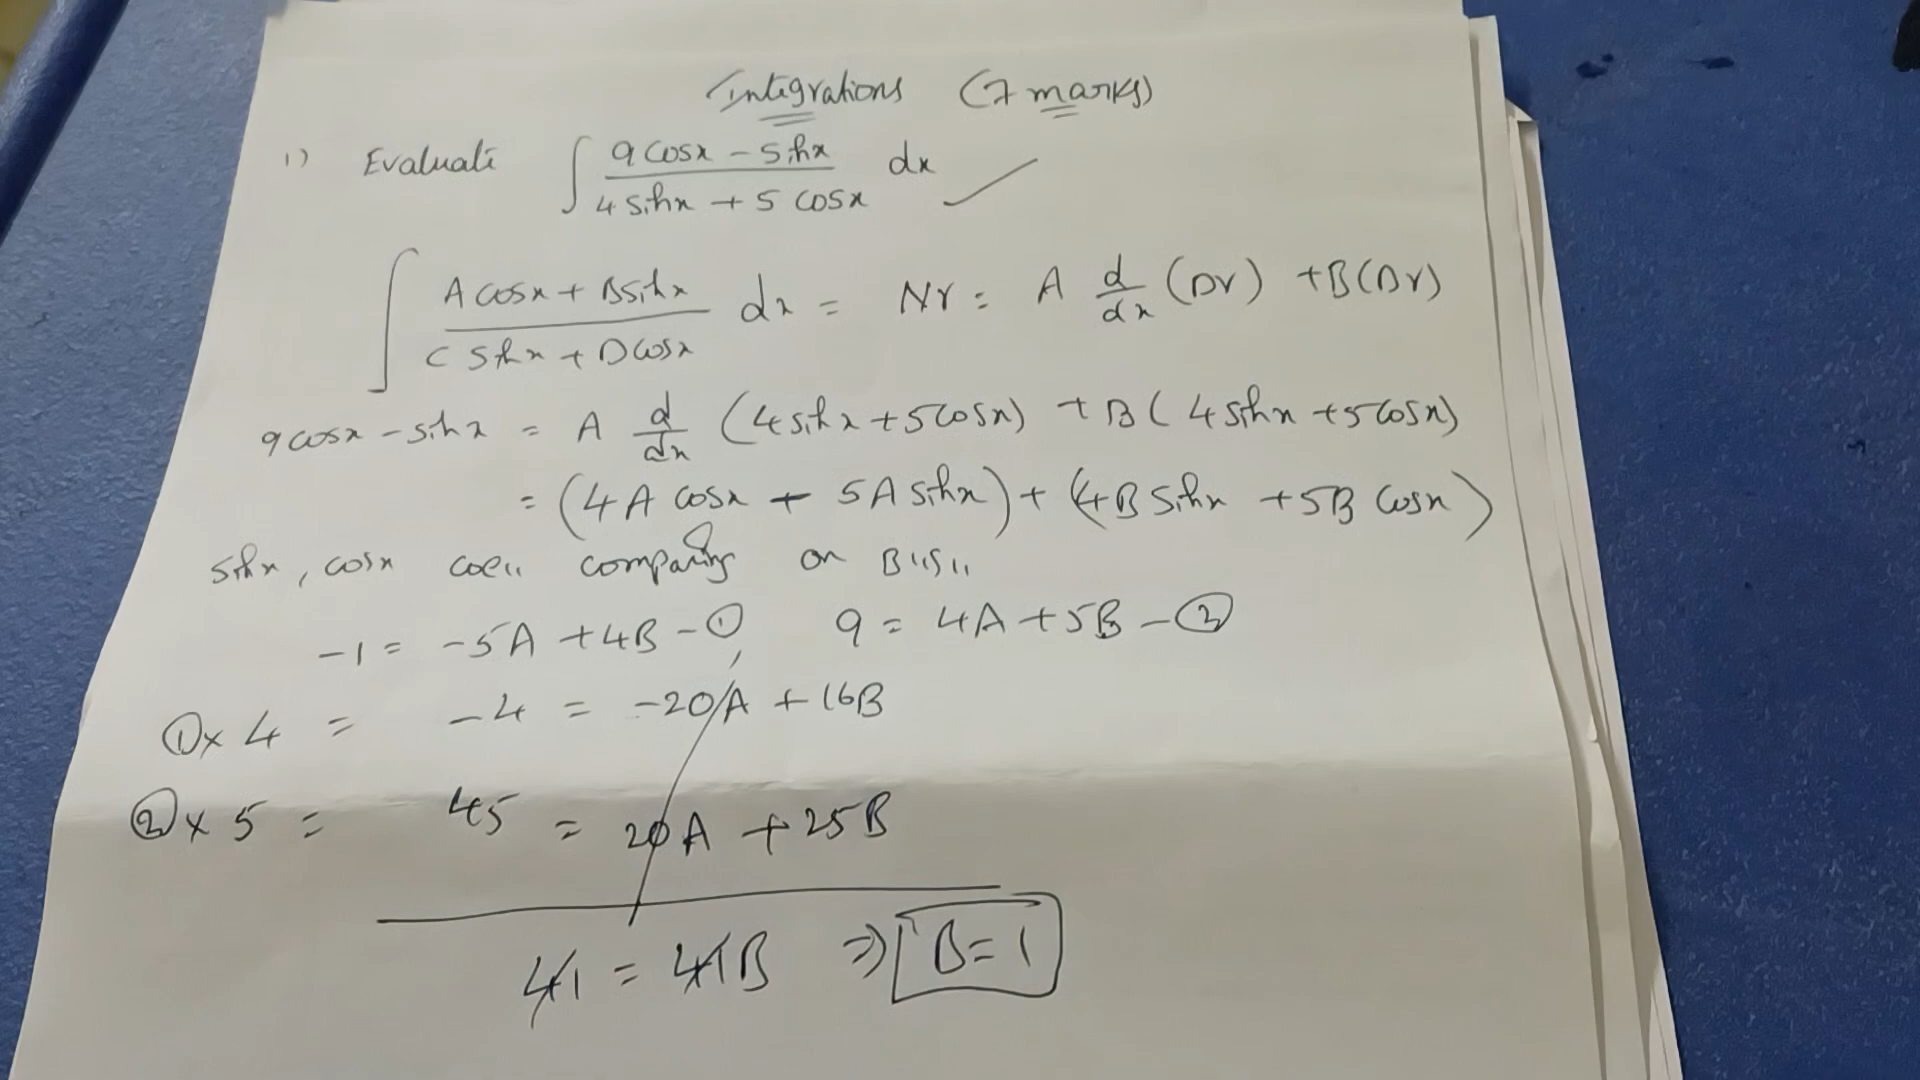 Integrations (7 marks)
1) Evaluate ∫ (9 cosx - sinx)/(4 sinx + 5 cosx) dx ✓
∫ (A cosx + B sinx)/(C sinx + D cosx) dx = Nr = A d/dx (Dr) + B(Dr)
9 cosx - sinx = A d/dx (4 sinx + 5 cosx) + B (4 sinx + 5 cosx)
= (4A cosx + 5A sinx) + (4B sinx + 5B cosx)
sinx, cosx coe11 comparing on B11S11
-1 = -5A + 4B - ①, 9 = 4A + 5B - ②
① x 4 = -4 = -20A + 16B
② x 5 = 45 = 20A + 25B
41 = 41B ⇒ B = 1